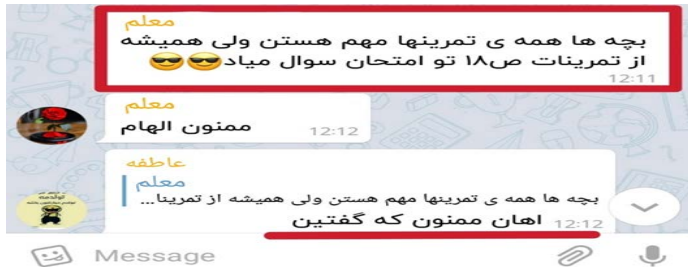 معلم
بچه ها همه ی تمرینها مهم هستن ولی همیشه
از تمرینات ص۱۸ تو امتحان سوال میاد😎😎
12:11
معلم
ممنون الهام
12:12
عاطفه
معلم
بچه ها همه ی تمرینها مهم هستن ولی همیشه از تمرینا...
اهان ممنون که گفتین
12:12
Message